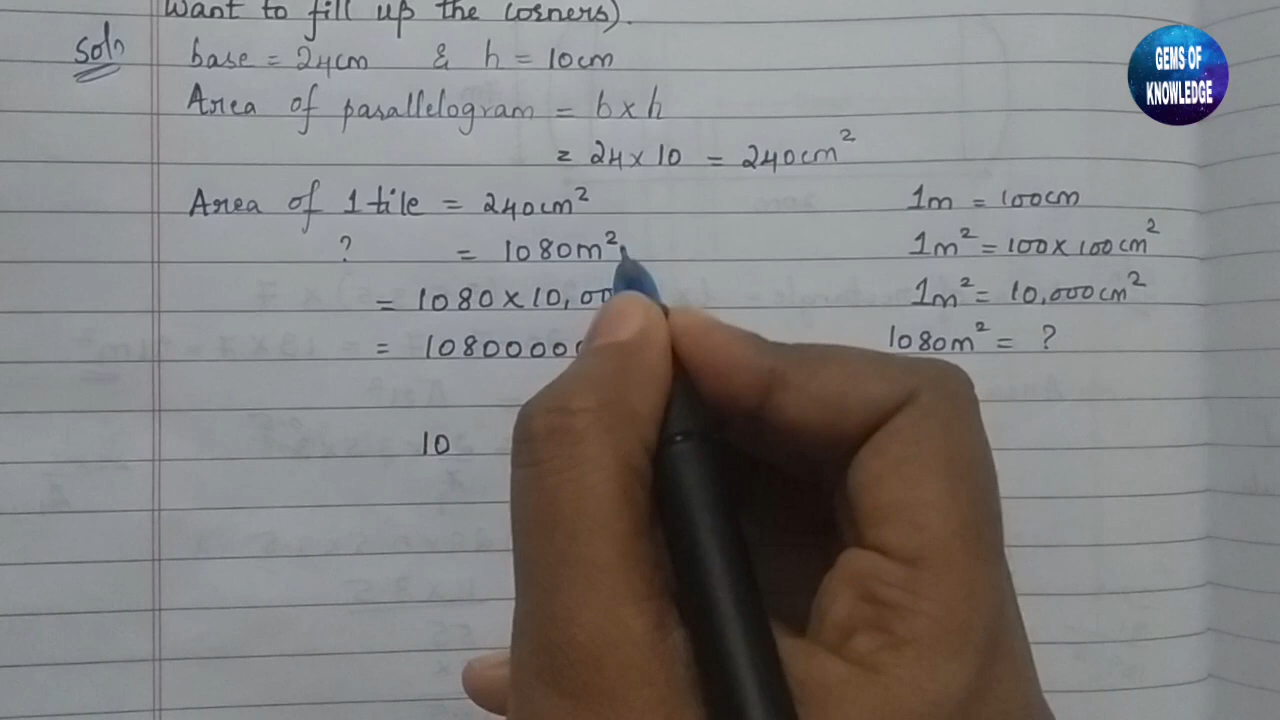 want to fill up the corners).
Soln
base = 24cm & h = 10cm
Area of parallelogram = b x h
= 24 x 10 = 240cm²
Area of 1 tile = 240cm²
? = 1080m²
= 1080 x 10,00
= 1080000
10
1m = 100cm
1m² = 100 x 100cm²
1m² = 10,000cm²
1080m² = ?
GEMS OF
KNOWLEDGE